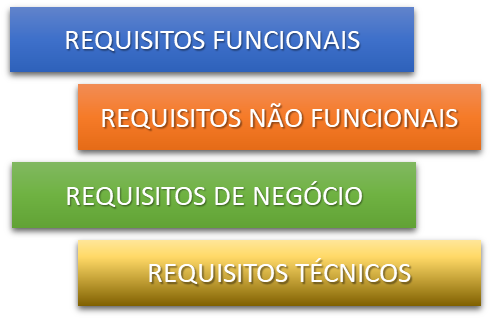 REQUISITOS FUNCIONAIS
REQUISITOS NÃO FUNCIONAIS
REQUISITOS DE NEGÓCIO
REQUISITOS TÉCNICOS